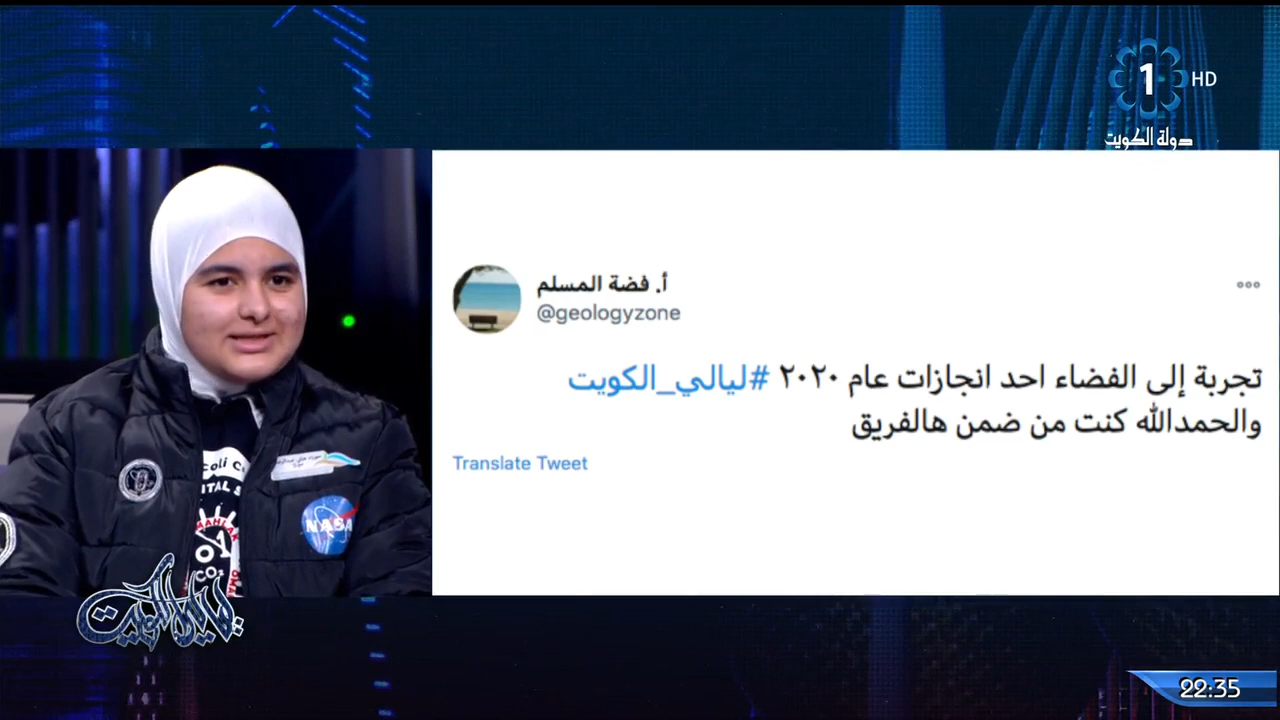 1 HD
دولة الكويت
أ. فضة المسلم
@geologyzone
تجربة إلى الفضاء احد انجازات عام ٢٠٢٠ #ليالي_الكويت
والحمدالله كنت من ضمن هالفريق
Translate Tweet
NASA
CO₂
ليالي الكويت
22:35